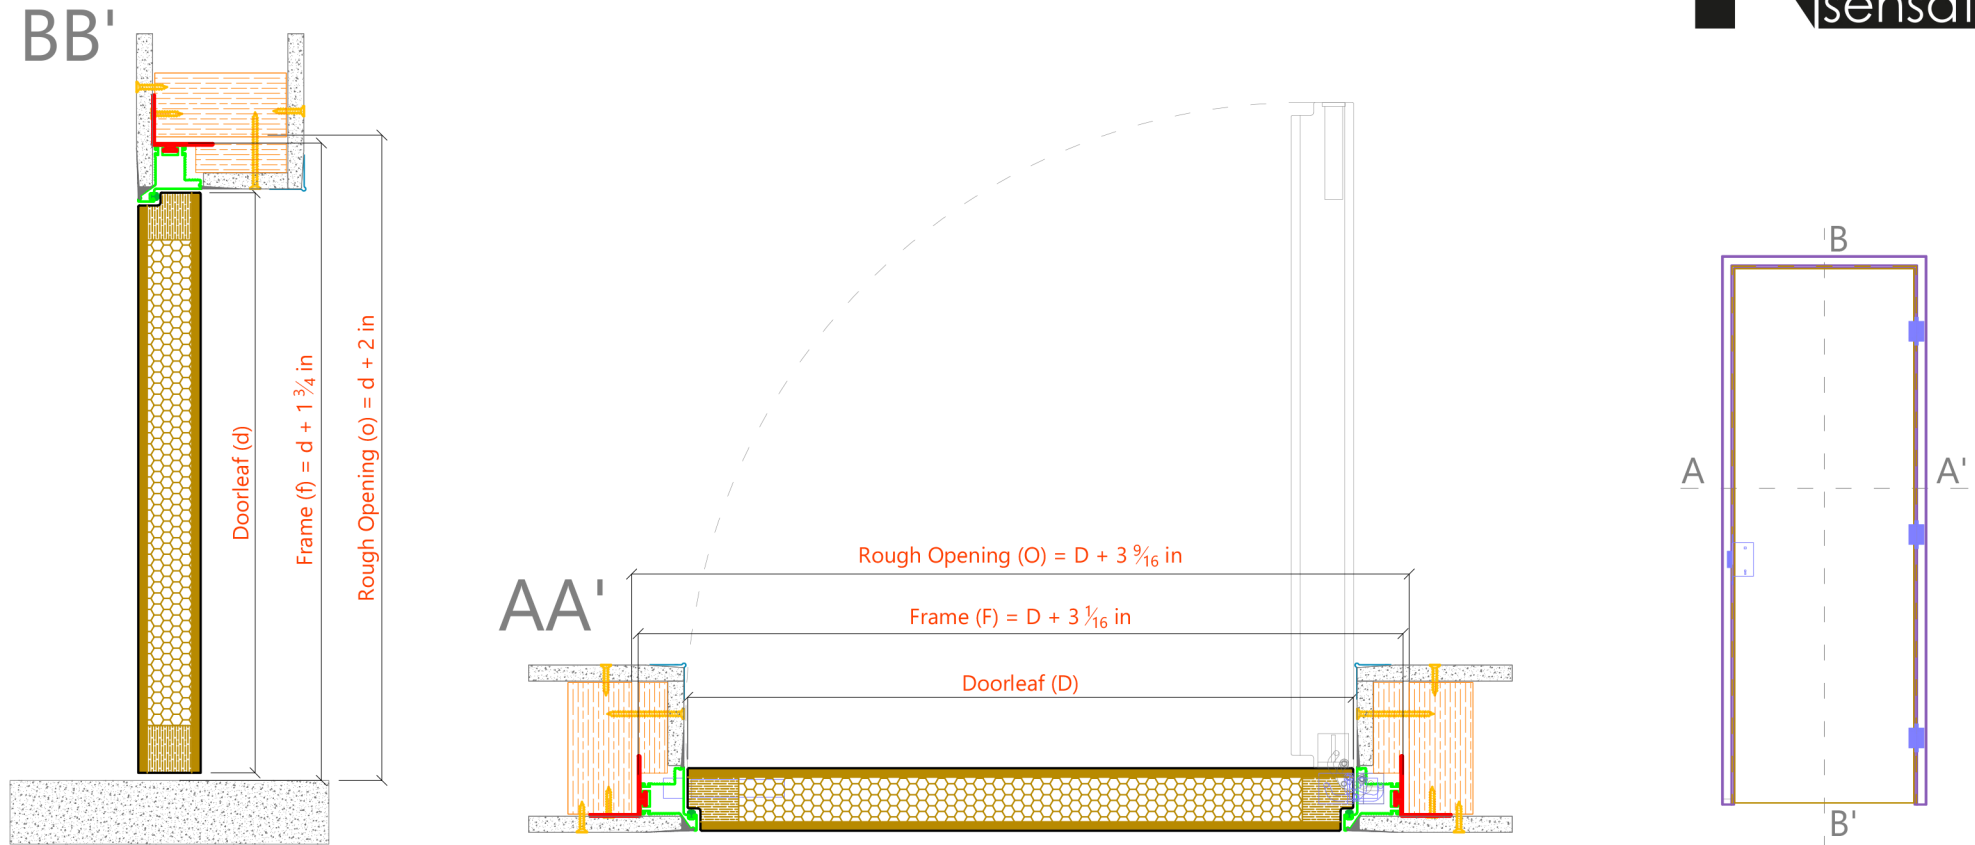 BB'
Doorleaf (d)
Frame (f) = d + 1 ¾ in
Rough Opening (o) = d + 2 in
AA'
Rough Opening (O) = D + 3 9⁄16 in
Frame (F) = D + 3 1⁄16 in
Doorleaf (D)
B
A
A'
B'